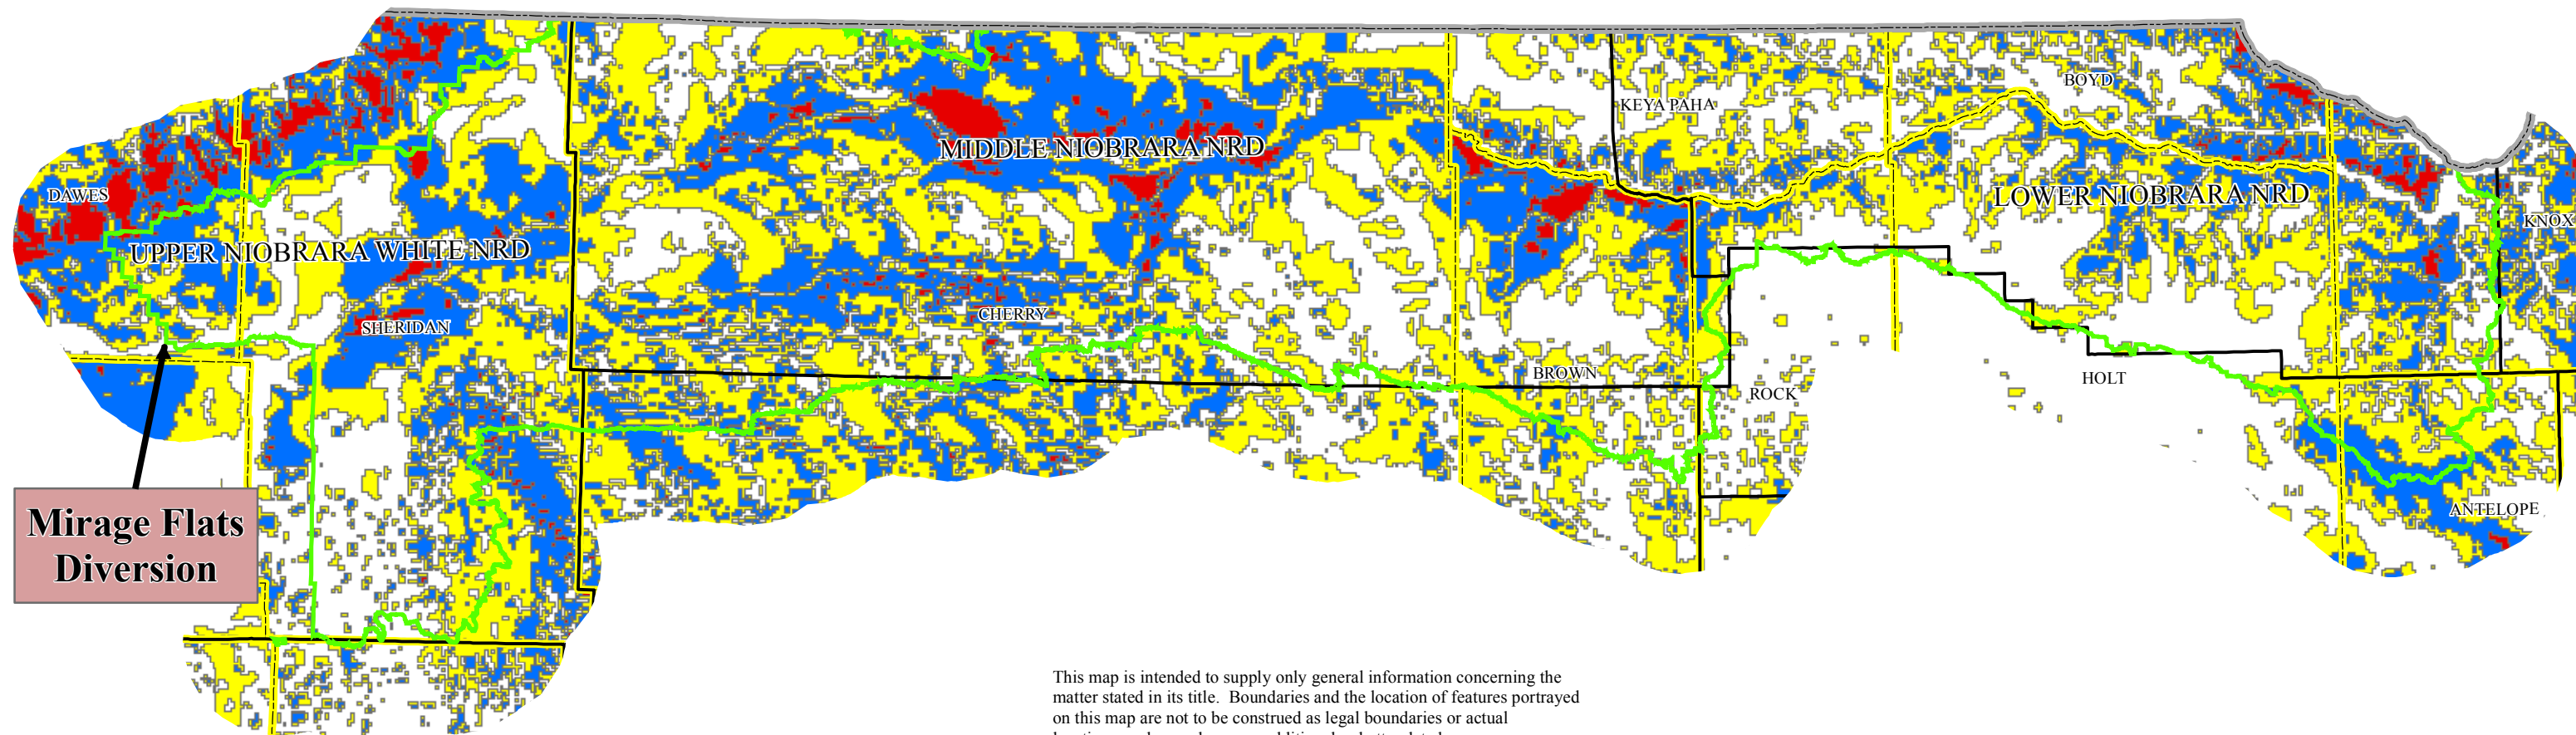 BOYD
KEYA PAHA
MIDDLE NIOBRARA NRD
DAWES
LOWER NIOBRARA NRD
KNOX
UPPER NIOBRARA WHITE NRD
CHERRY
SHERIDAN
BROWN
HOLT
ROCK
ANTELOPE
Mirage Flats
Diversion
This map is intended to supply only general information concerning the
matter stated in its title.  Boundaries and the location of features portrayed
on this map are not to be construed as legal boundaries or actual